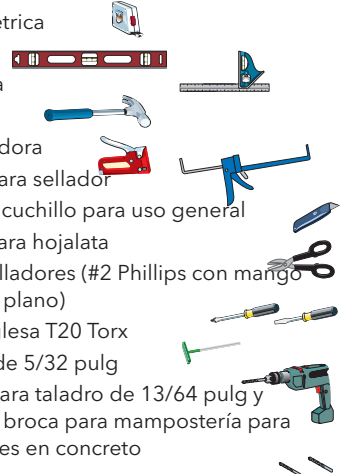 étrica
a
dora
ara sellador
cuchillo para uso general
ara hojalata
lladores (#2 Phillips con mango
plano)
glesa T20 Torx
de 5/32 pulg
ara taladro de 13/64 pulg y
broca para mampostería para
es en concreto